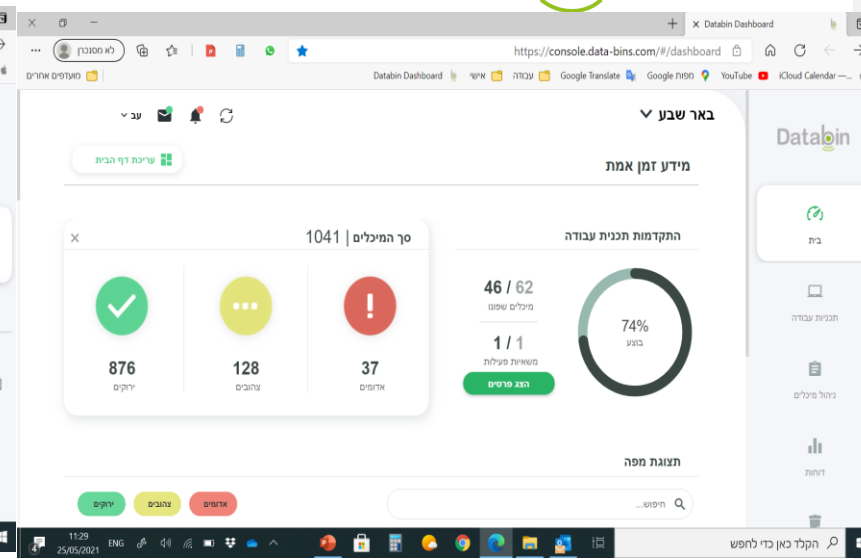 Databin Dashboard
https://console.data-bins.com/#/dashboard
לא מסונכרן
iCloud Calendar —...
YouTube
Google מפות
Google Translate
עבודה
אישי
Databin Dashboard
מועדפים אחרים
Databin
באר שבע
עב
מידע זמן אמת
עריכת דף הבית
בית
תכניות עבודה
ניהול מיכלים
דוחות
התקדמות תכנית עבודה
74%
בוצע
46 / 62
מיכלים שפונו
1 / 1
משאיות פעילות
הצג פרטים
סך המיכלים | 1041
37
אדומים
128
צהובים
876
ירוקים
תצוגת מפה
חיפוש...
אדומים
צהובים
ירוקים
הקלד כאן כדי לחפש
ENG
11:29
25/05/2021
4